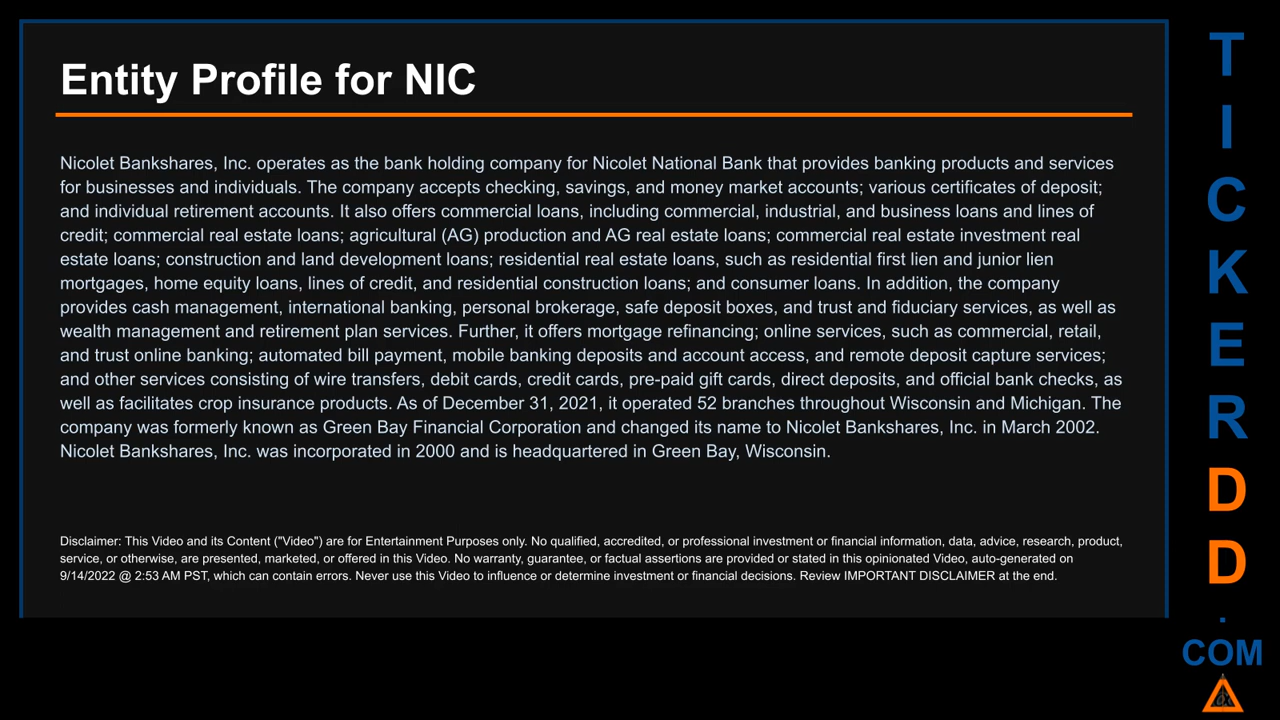 Entity Profile for NIC
Nicolet Bankshares, Inc. operates as the bank holding company for Nicolet National Bank that provides banking products and services
for businesses and individuals. The company accepts checking, savings, and money market accounts; various certificates of deposit;
and individual retirement accounts. It also offers commercial loans, including commercial, industrial, and business loans and lines of
credit; commercial real estate loans; agricultural (AG) production and AG real estate loans; commercial real estate investment real
estate loans; construction and land development loans; residential real estate loans, such as residential first lien and junior lien
mortgages, home equity loans, lines of credit, and residential construction loans; and consumer loans. In addition, the company
provides cash management, international banking, personal brokerage, safe deposit boxes, and trust and fiduciary services, as well as
wealth management and retirement plan services. Further, it offers mortgage refinancing; online services, such as commercial, retail,
and trust online banking; automated bill payment, mobile banking deposits and account access, and remote deposit capture services;
and other services consisting of wire transfers, debit cards, credit cards, pre-paid gift cards, direct deposits, and official bank checks, as
well as facilitates crop insurance products. As of December 31, 2021, it operated 52 branches throughout Wisconsin and Michigan. The
company was formerly known as Green Bay Financial Corporation and changed its name to Nicolet Bankshares, Inc. in March 2002.
Nicolet Bankshares, Inc. was incorporated in 2000 and is headquartered in Green Bay, Wisconsin.
Disclaimer: This Video and its Content ("Video") are for Entertainment Purposes only. No qualified, accredited, or professional investment or financial information, data, advice, research, product,
service, or otherwise, are presented, marketed, or offered in this Video. No warranty, guarantee, or factual assertions are provided or stated in this opinionated Video, auto-generated on
9/14/2022 @ 2:53 AM PST, which can contain errors. Never use this Video to influence or determine investment or financial decisions. Review IMPORTANT DISCLAIMER at the end.
T
I
C
K
E
R
D
D
.
COM